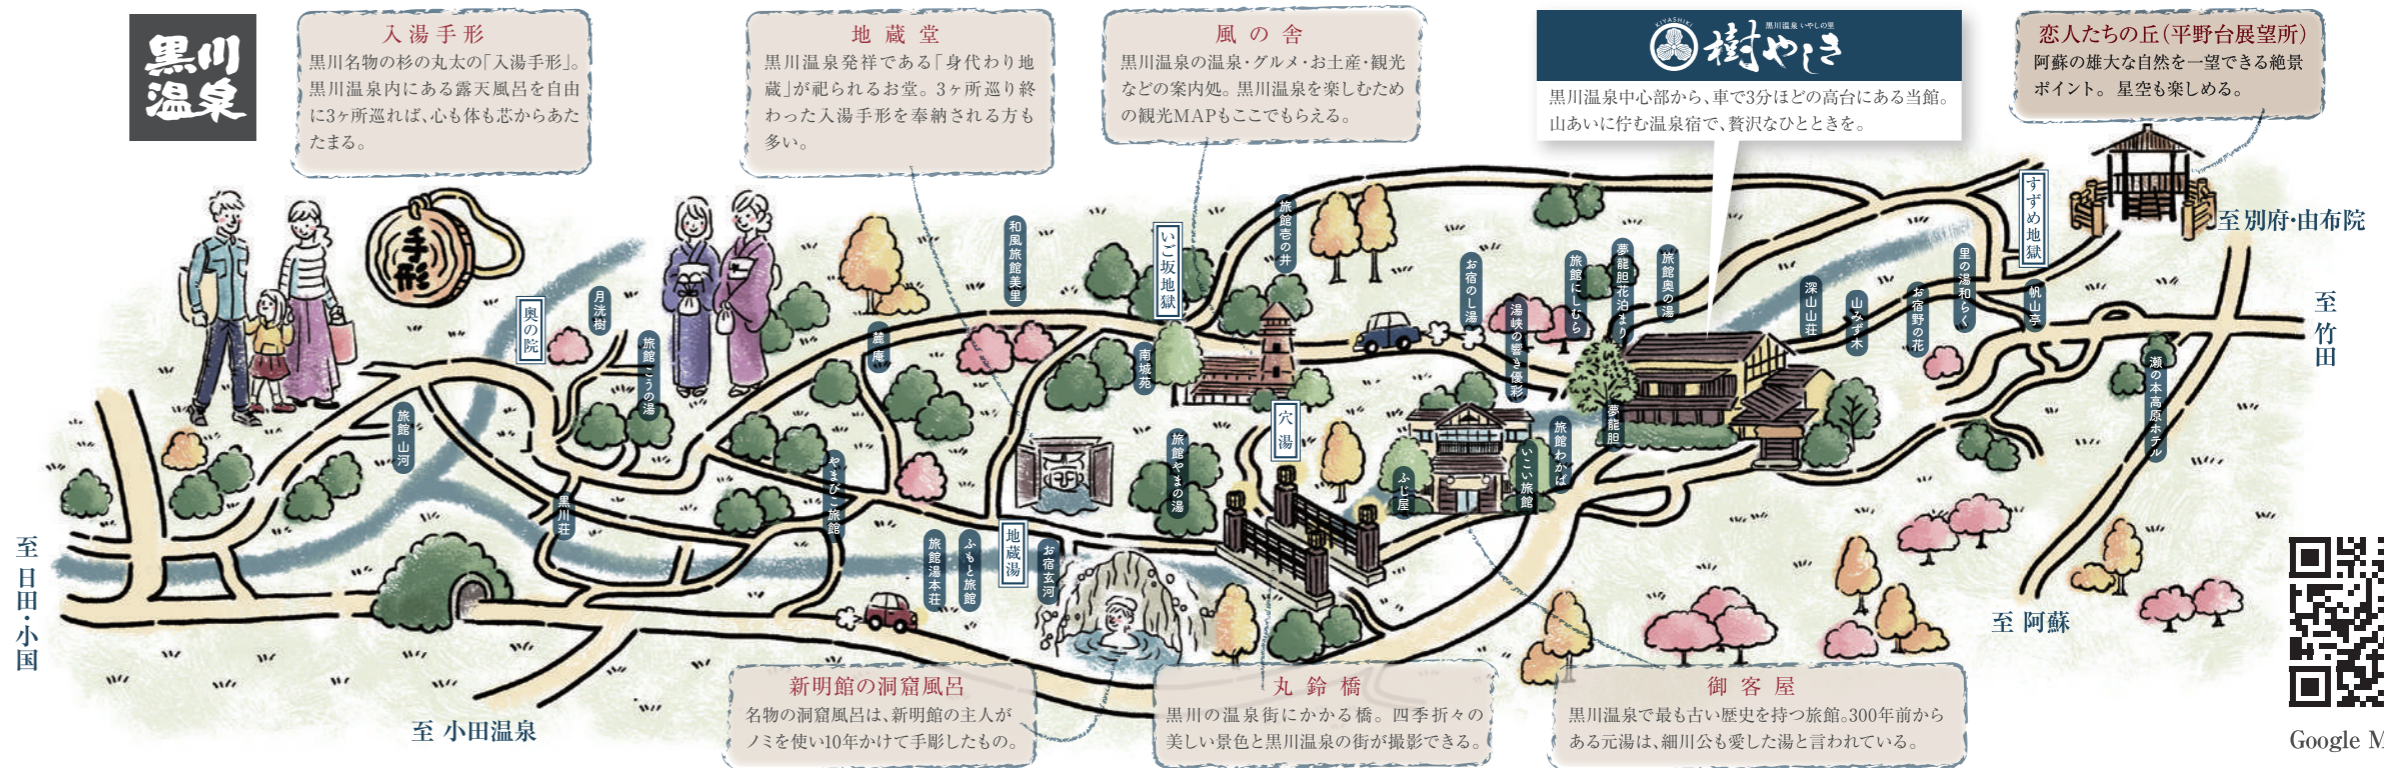 黒川
温泉
入湯手形
黒川名物の杉の丸太の「入湯手形」。
黒川温泉内にある露天風呂を自由
に3ヶ所巡れば、心も体も芯からあた
たまる。
地蔵堂
黒川温泉発祥である「身代わり地
蔵」が祀られるお堂。3ヶ所巡り終
わった入湯手形を奉納される方も
多い。
風の舎
黒川温泉の温泉・グルメ・お土産・観光
などの案内処。黒川温泉を楽しむため
の観光MAPもここでもらえる。
KIYASHIKI
黒川温泉 いやしの里
樹やしき
黒川温泉中心部から、車で3分ほどの高台にある当館。
山あいに佇む温泉宿で、贅沢なひとときを。
恋人たちの丘(平野台展望所)
阿蘇の雄大な自然を一望できる絶景
ポイント。星空も楽しめる。
手形
奥の院
月洸樹
旅館こうの湯
旅館 山河
黒川荘
やまびこ旅館
麓庵
和風旅館美里
いご坂地獄
南城苑
旅館壱の井
穴湯
旅館やまの湯
地蔵湯
旅館湯本荘
ふもと旅館
お宿玄河
ふじ屋
いこい旅館
旅館わかば
夢龍胆
お宿のし湯
湯峡の響き優彩
旅館にしむら
夢龍胆花泊まり
旅館奥の湯
深山山荘
山みず木
お宿野の花
里の湯和らく
帆山亭
すずめ地獄
瀬の本高原ホテル
至別府・由布院
至 竹田
至 阿蘇
至 日田・小国
至 小田温泉
新明館の洞窟風呂
名物の洞窟風呂は、新明館の主人が
ノミを使い10年かけて手彫したもの。
丸鈴橋
黒川の温泉街にかかる橋。四季折々の
美しい景色と黒川温泉の街が撮影できる。
御客屋
黒川温泉で最も古い歴史を持つ旅館。300年前から
ある元湯は、細川公も愛した湯と言われている。
Google M